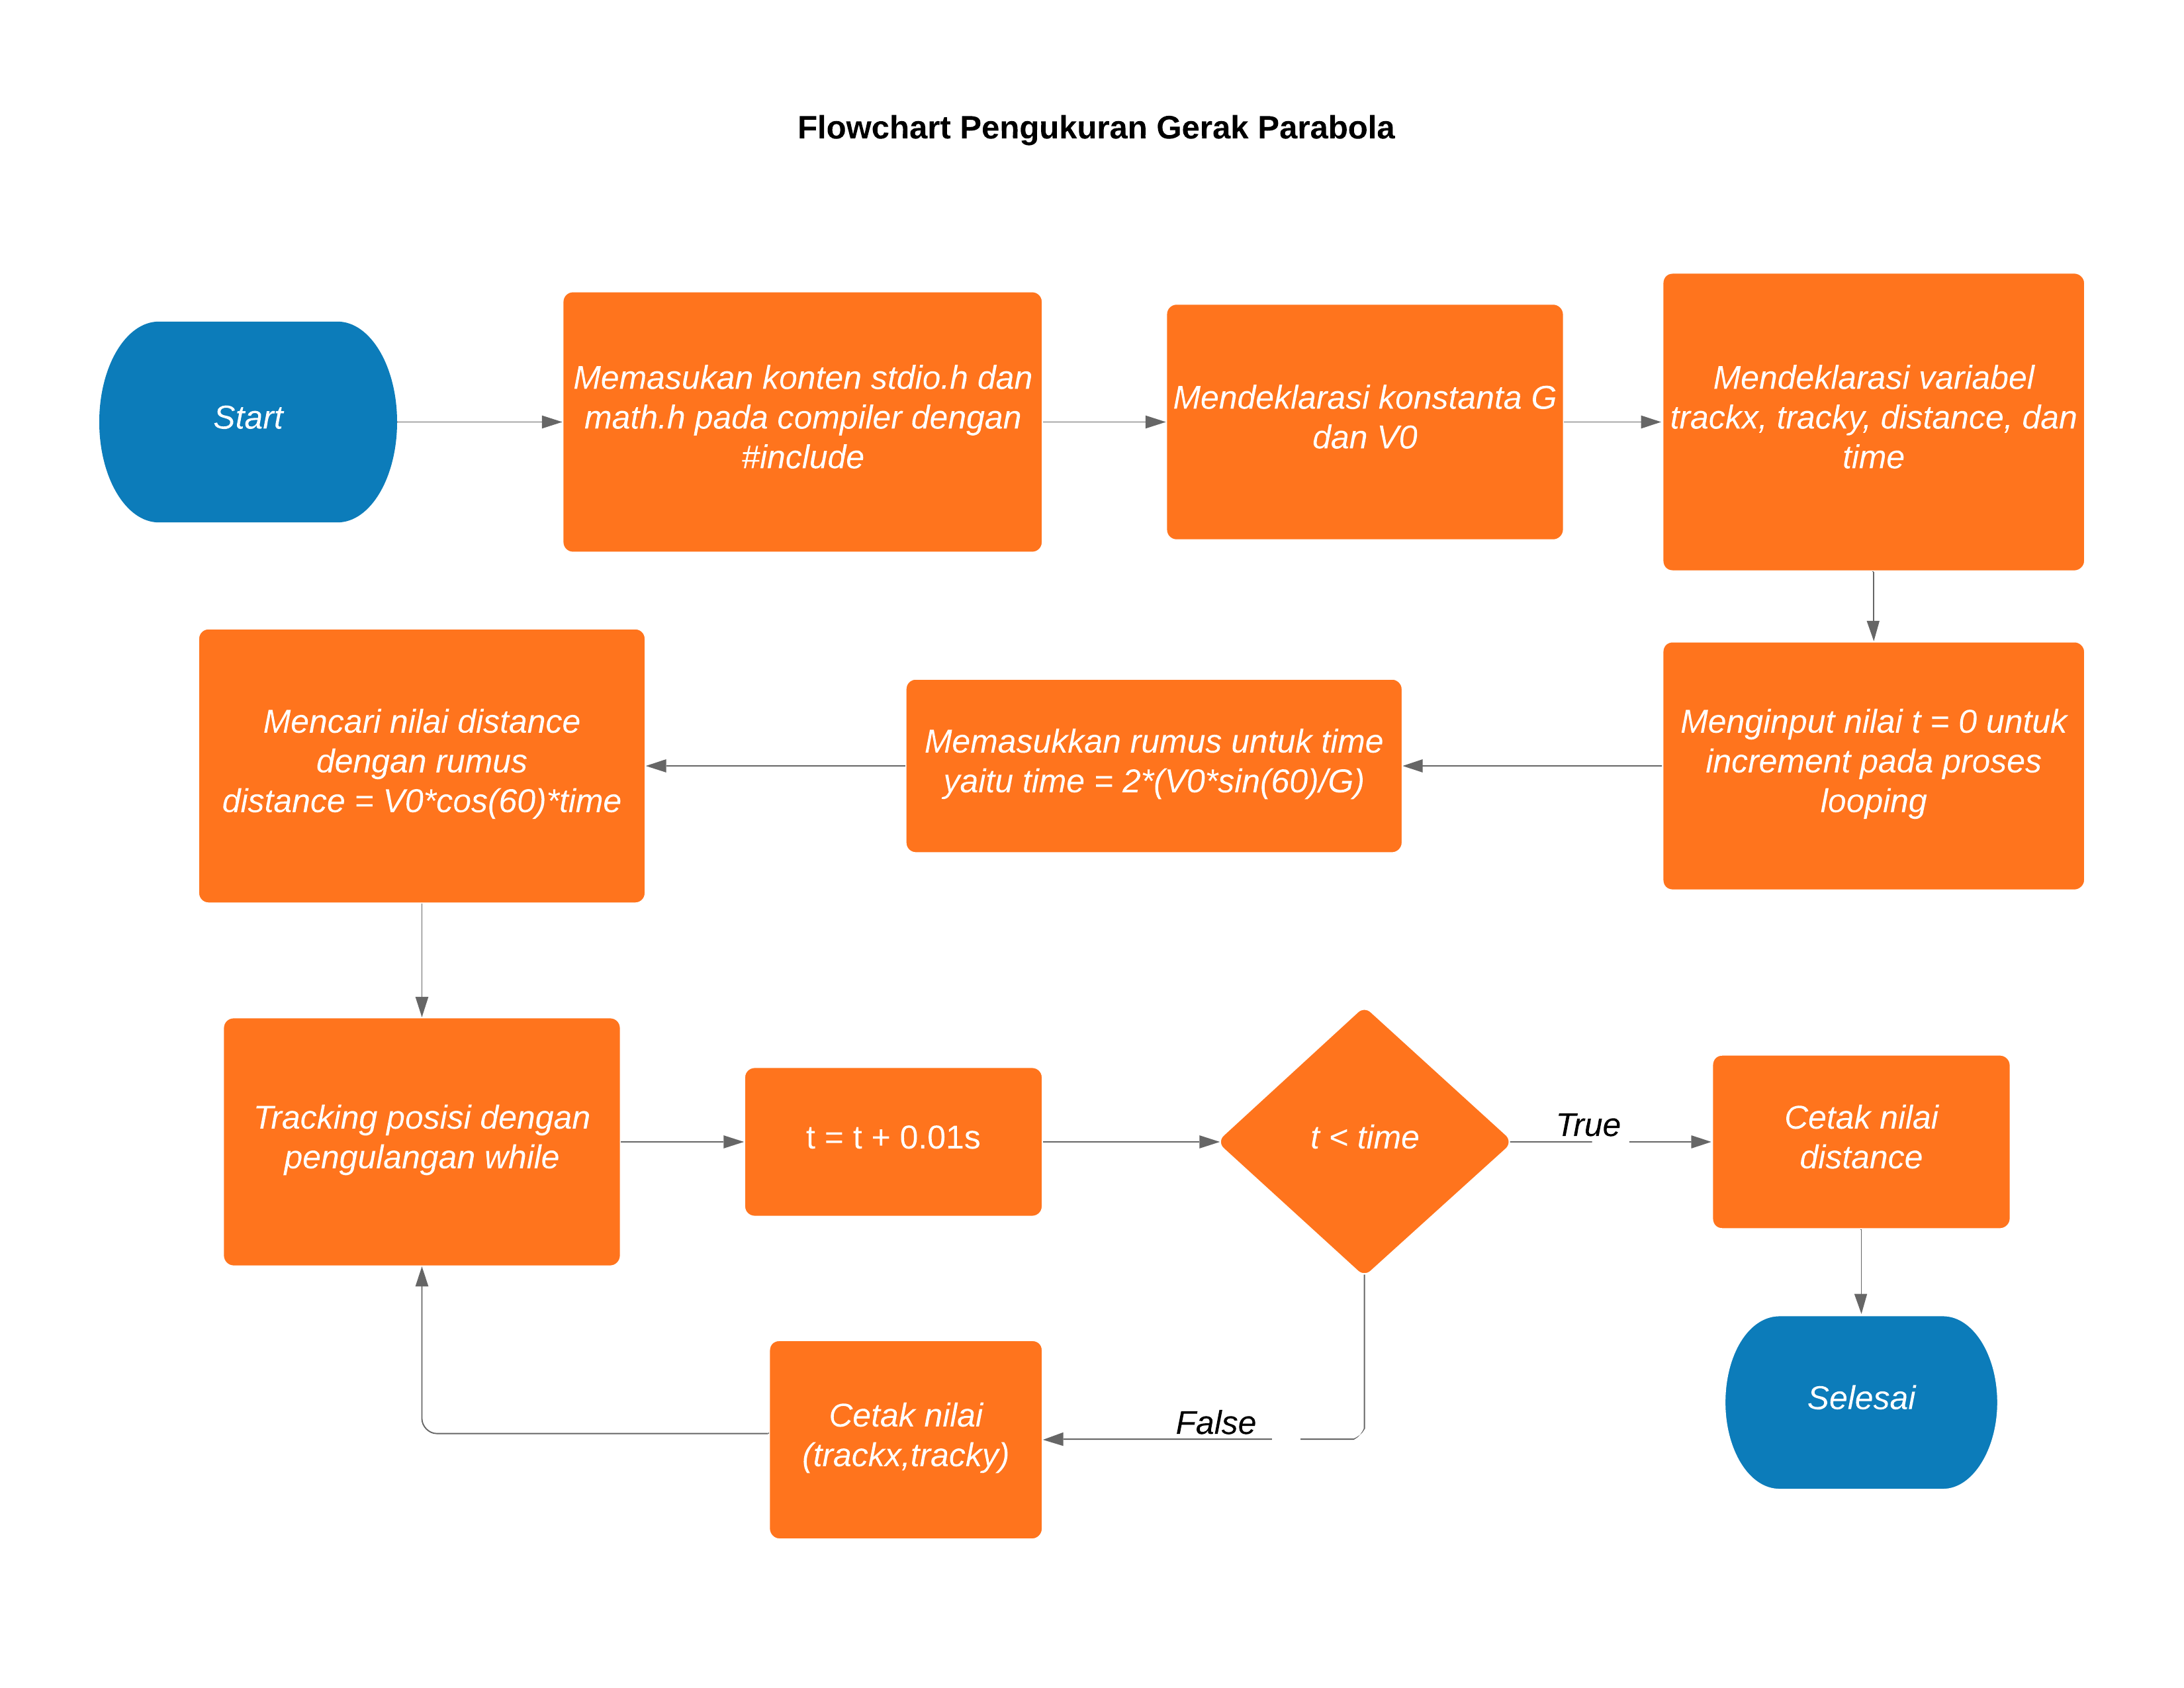 Flowchart Pengukuran Gerak Parabola
Start
Memasukan konten stdio.h dan
math.h pada compiler dengan
#include
Mendeklarasi konstanta G
dan V0
Mendeklarasi variabel
trackx, tracky, distance, dan
time
Menginput nilai t = 0 untuk
increment pada proses
looping
Memasukkan rumus untuk time
yaitu time = 2*(V0*sin(60)/G)
Mencari nilai distance
dengan rumus
distance = V0*cos(60)*time
Tracking posisi dengan
pengulangan while
t = t + 0.01s
t < time
True
Cetak nilai
distance
Selesai
False
Cetak nilai
(trackx,tracky)